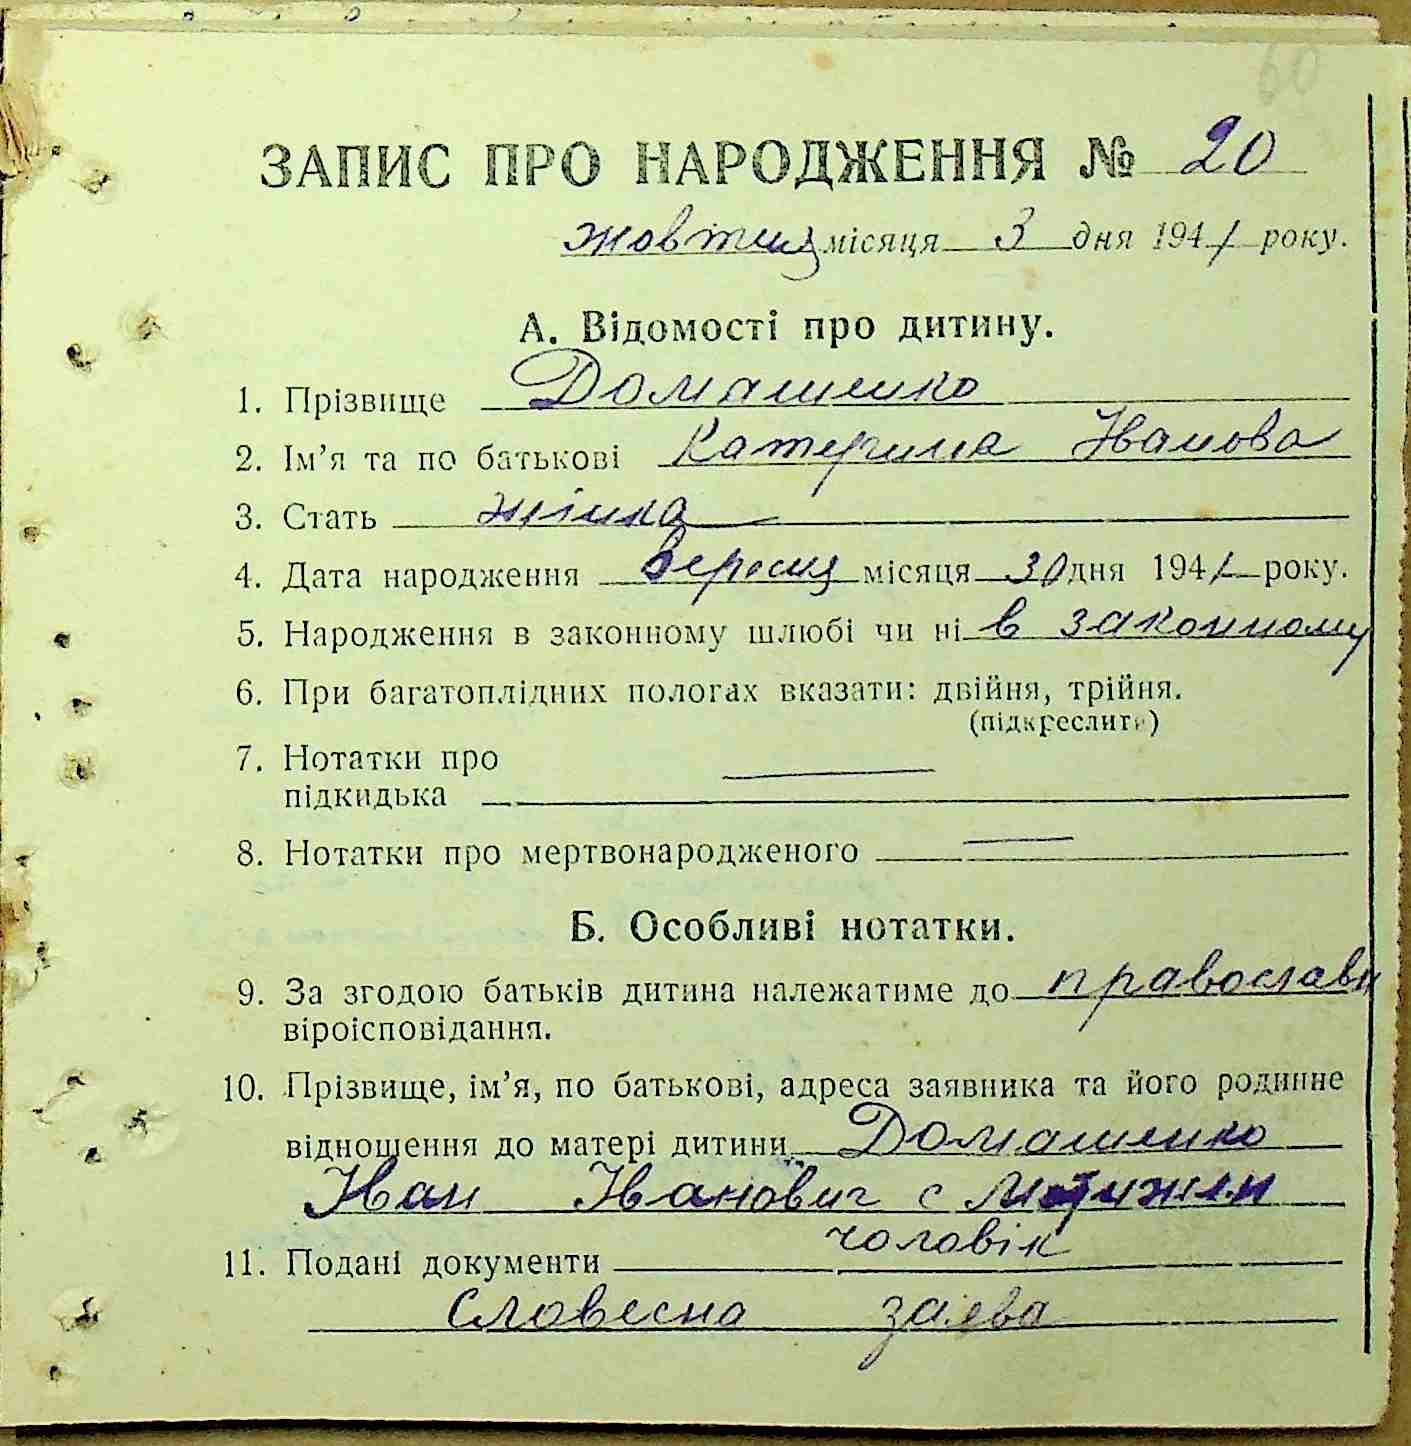 60
ЗАПИС ПРО НАРОДЖЕННЯ № 20
жовтня місяця 3 дня 1941 року.
А. Відомості про дитину.
1. Прізвище Домашенко
2. Ім'я та по батькові Катерина Іванова
3. Стать жінка
4. Дата народження вересня місяця 30 дня 1941 року.
5. Народження в законному шлюбі чи ні в законному
6. При багатоплідних пологах вказати: двійня, трійня.
(підкреслити)
7. Нотатки про
підкидька
8. Нотатки про мертвонародженого
Б. Особливі нотатки.
9. За згодою батьків дитина належатиме до православн
віроісповідання.
10. Прізвище, ім'я, по батькові, адреса заявника та його родинне
відношення до матері дитини Домашенко
Іван Іванович с
чоловік
11. Подані документи
Словесна заява